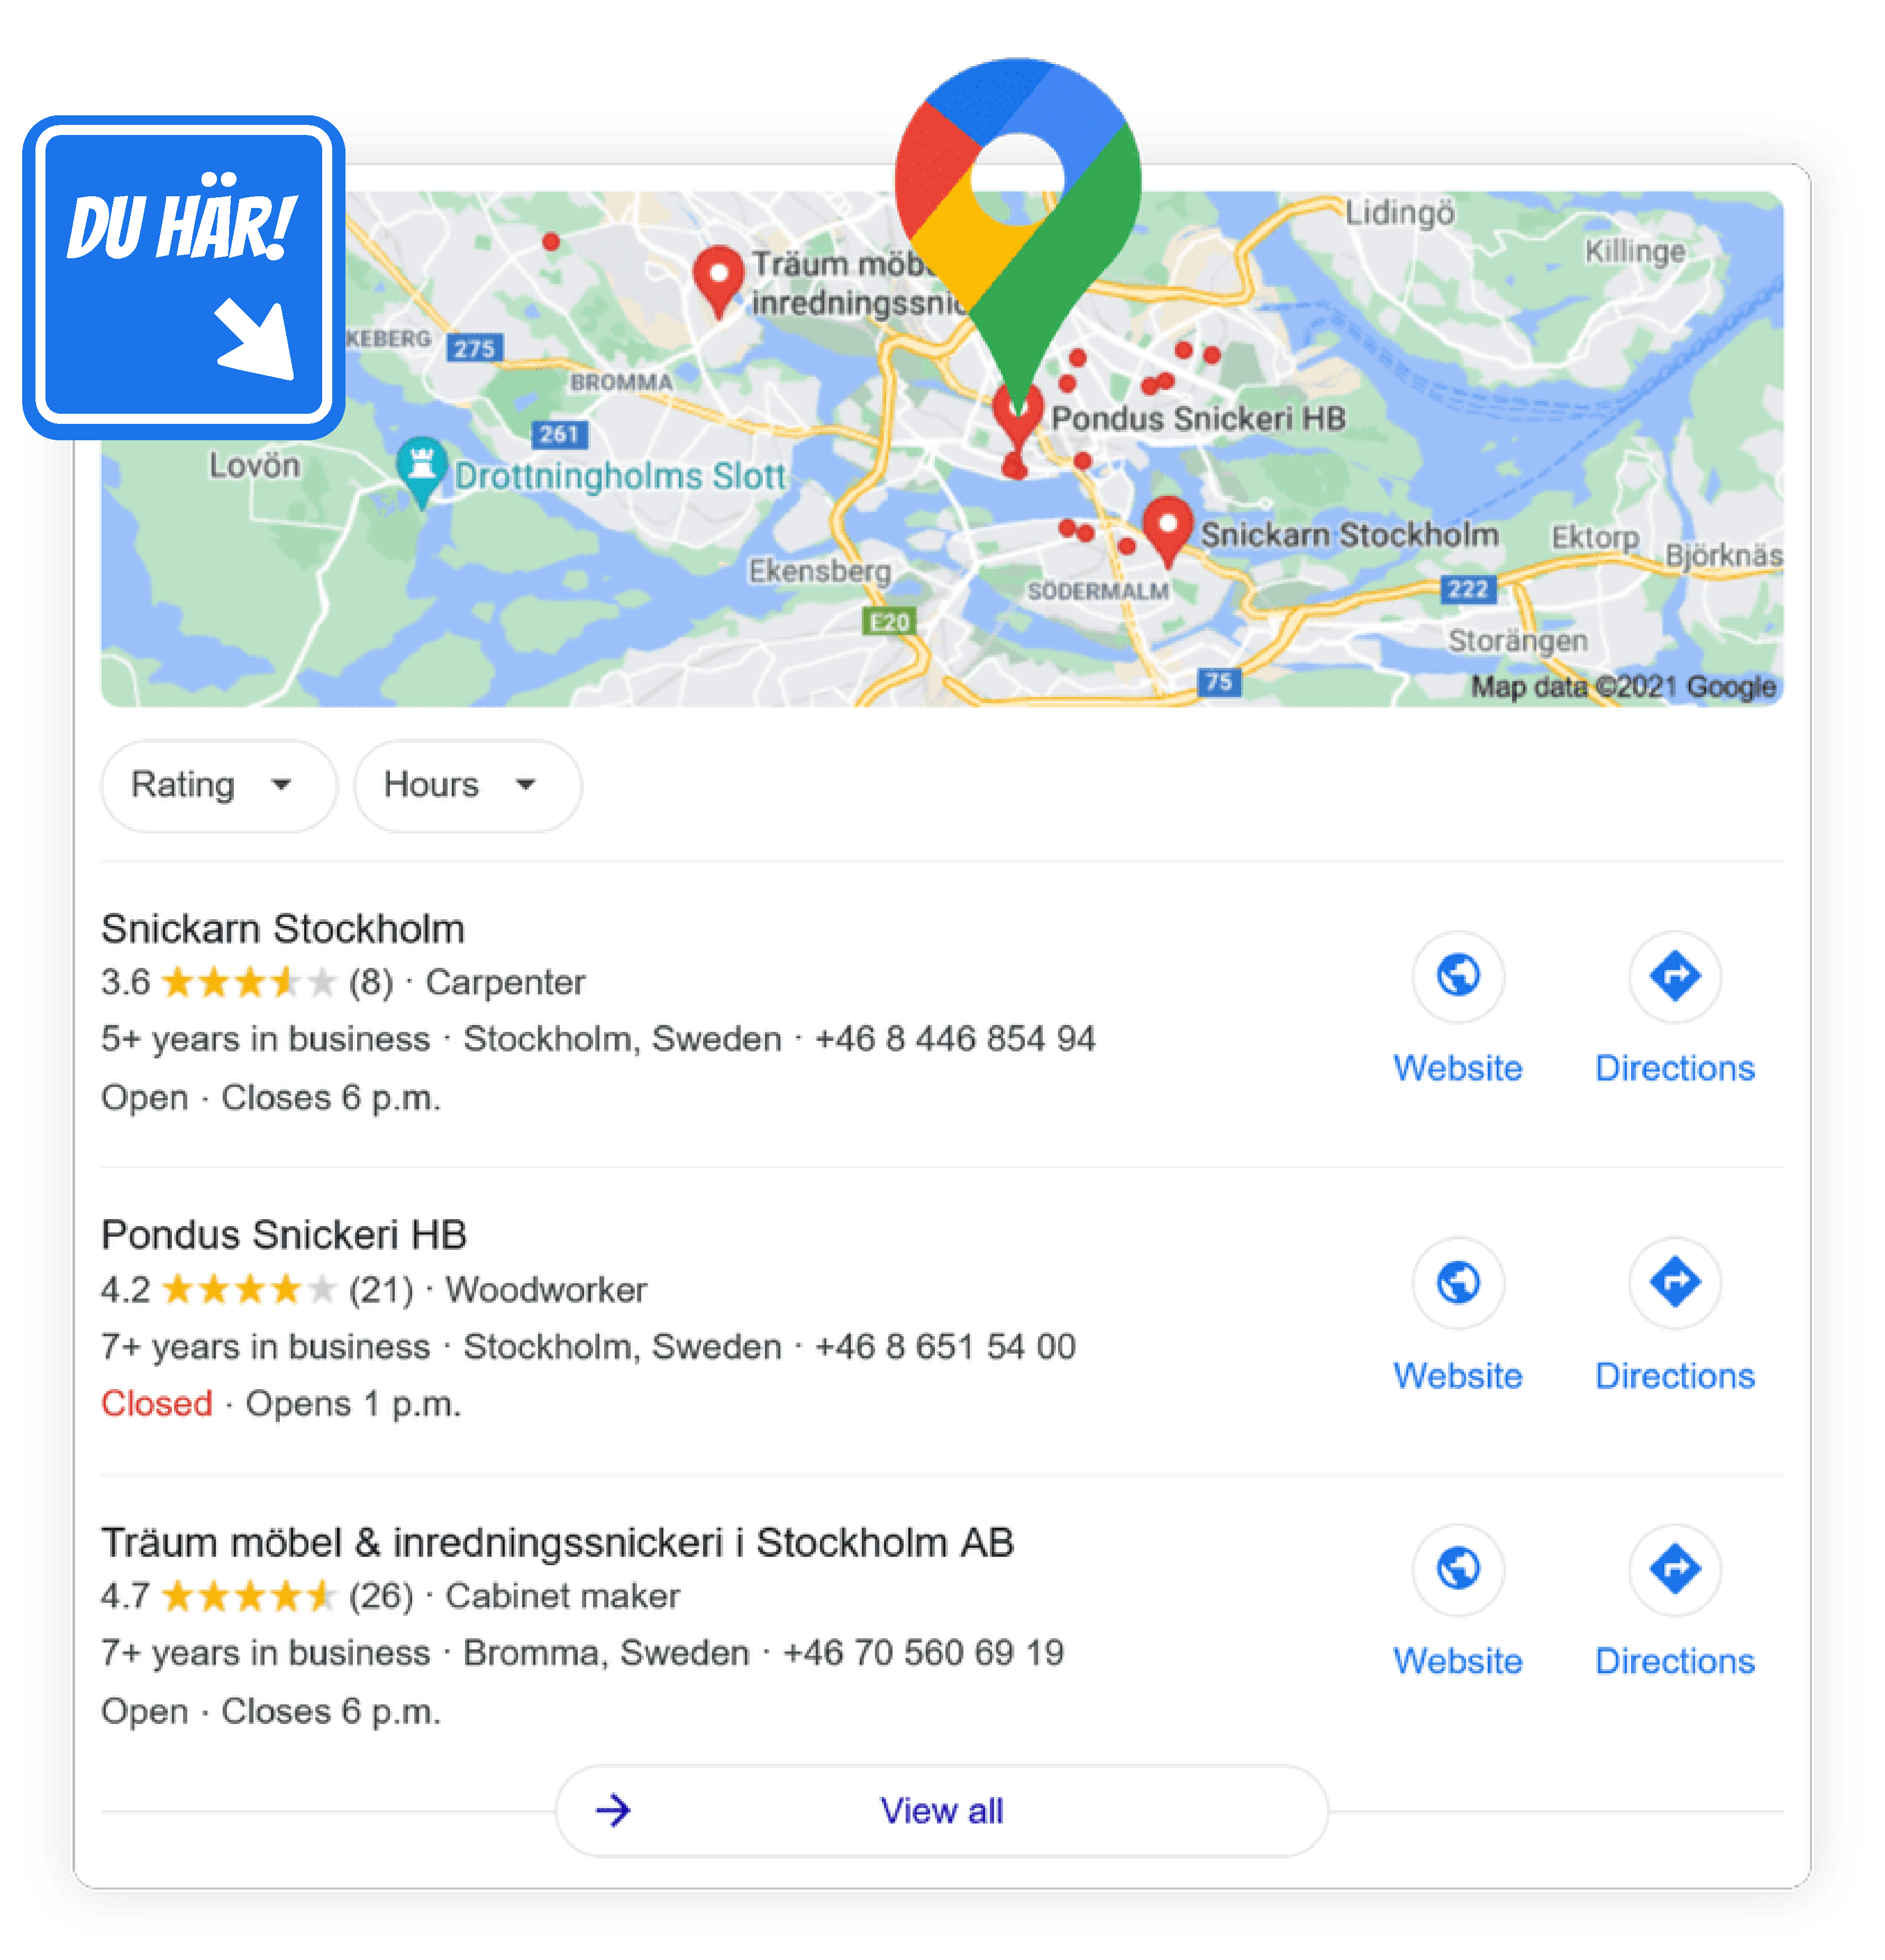 DU HÄR!
Lidingö
Killinge
Träum möb
inredningssnic
KEBERG
275
BROMMA
261
Pondus Snickeri HB
Lovön
Drottningholms Slott
Snickarn Stockholm
Ektorp
Björknäs
Ekensberg
SÖDERMALM
222
E20
Storängen
75
Map data ©2021 Google
Rating
Hours
Snickarn Stockholm
3.6 (8) · Carpenter
5+ years in business · Stockholm, Sweden · +46 8 446 854 94
Open · Closes 6 p.m.
Website
Directions
Pondus Snickeri HB
4.2 (21) · Woodworker
7+ years in business · Stockholm, Sweden · +46 8 651 54 00
Closed · Opens 1 p.m.
Website
Directions
Träum möbel & inredningssnickeri i Stockholm AB
4.7 (26) · Cabinet maker
7+ years in business · Bromma, Sweden · +46 70 560 69 19
Open · Closes 6 p.m.
Website
Directions
View all